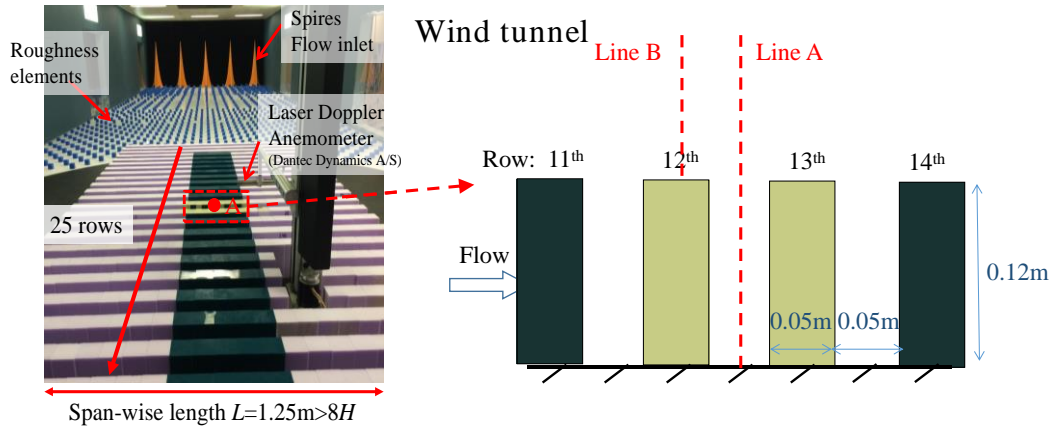 Spires
Flow inlet
Roughness
elements
Laser Doppler
Anemometer
(Dantec Dynamics A/S)
A
25 rows
Span-wise length L=1.25m>8H
Wind tunnel
Line B
Line A
Row: 11th
12th
13th
14th
Flow
0.05m
0.05m
0.12m